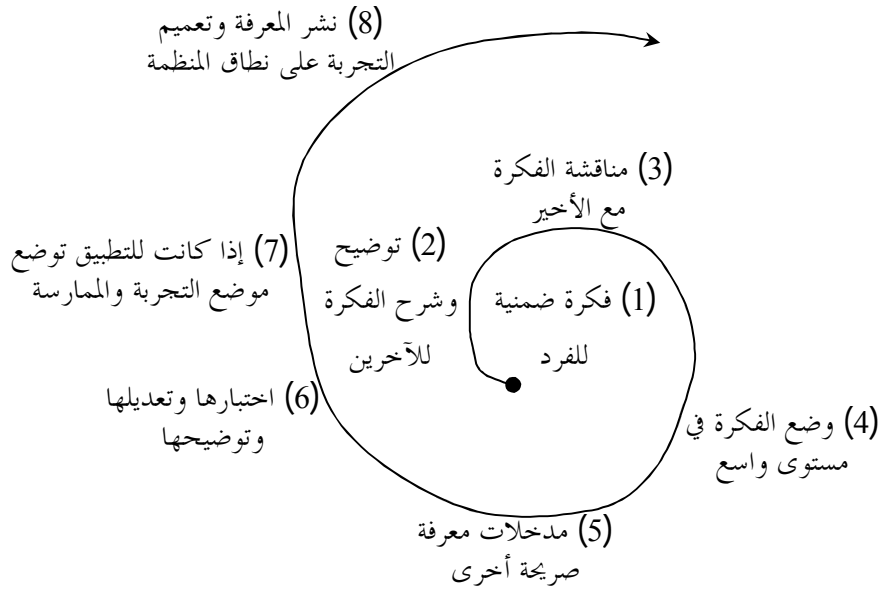 (8) نشر المعرفة وتعميم
التجربة على نطاق المنظمة
(3) مناقشة الفكرة
مع الأخير
(7) إذا كانت للتطبيق توضع
موضع التجربة والممارسة
(2) توضيح
وشرح الفكرة
للآخرين
(1) فكرة ضمنية
للفرد
(6) اختبارها وتعديلها
وتوضيحها
(4) وضع الفكرة في
مستوى واسع
(5) مدخلات معرفة
صريحة أخرى